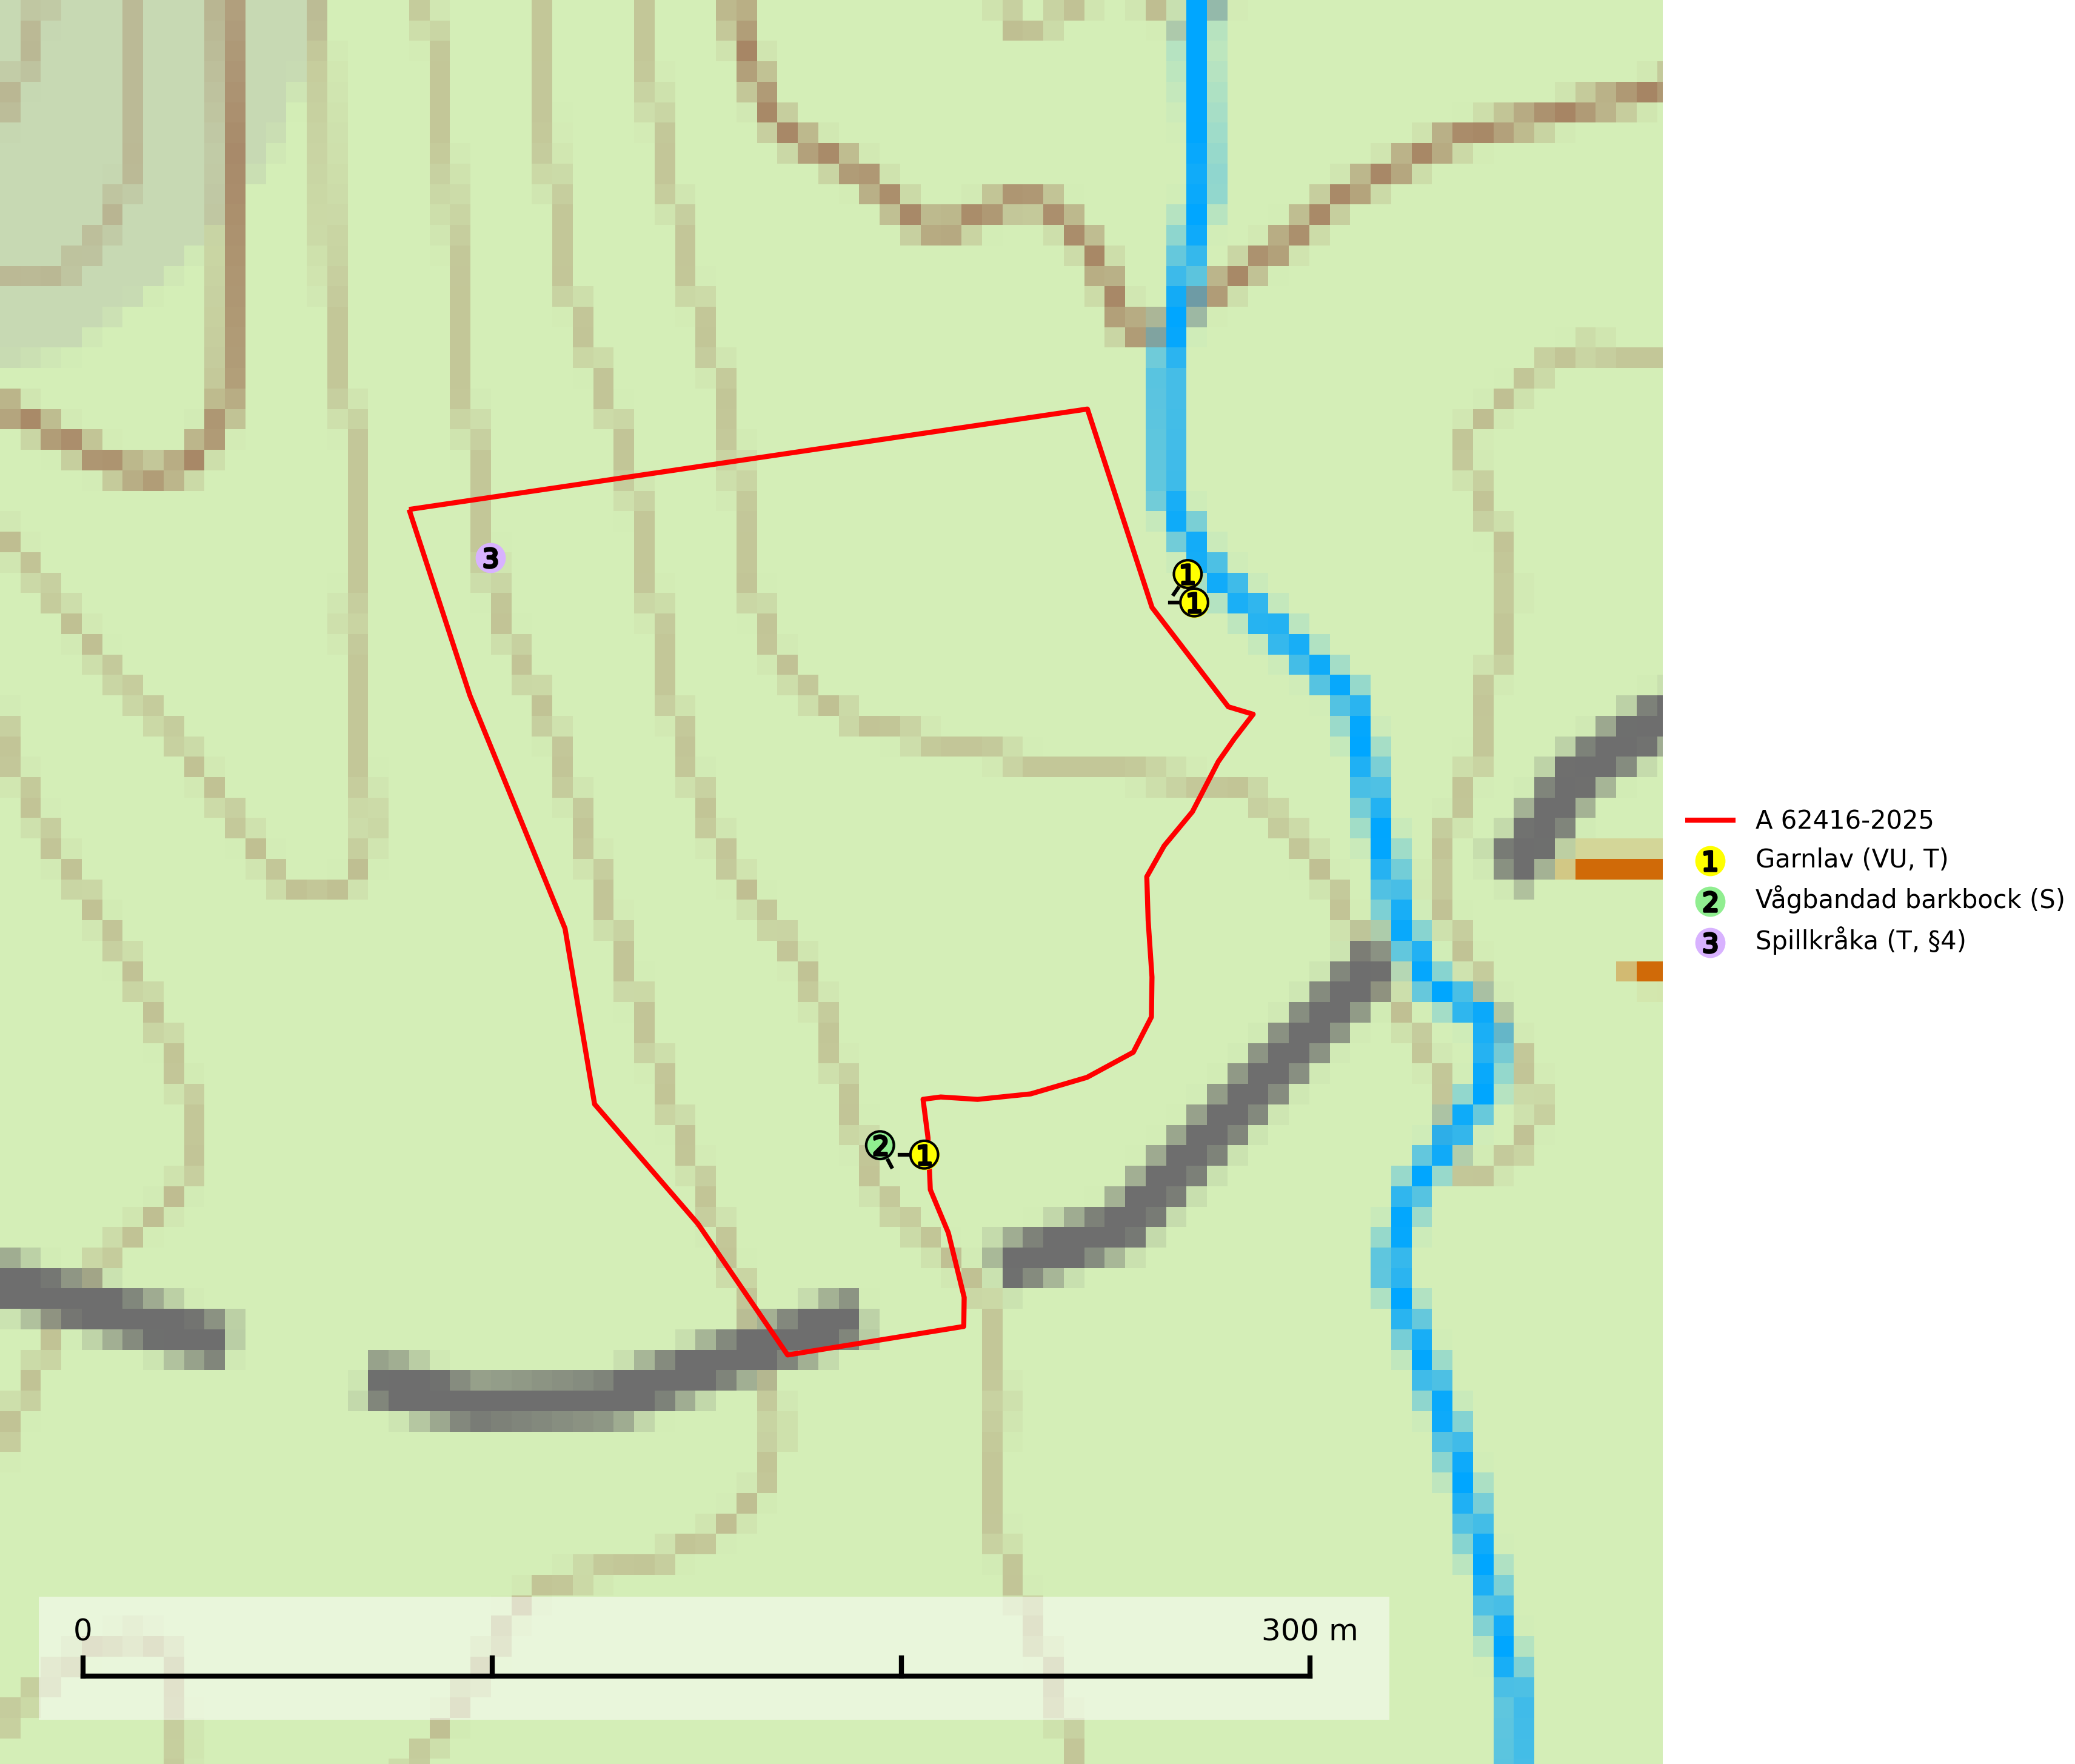 3
1
1
2
1
A 62416-2025
1 Garnlav (VU, T)
2 Vågbandad barkbock (S)
3 Spillkråka (T, §4)
0 300 m